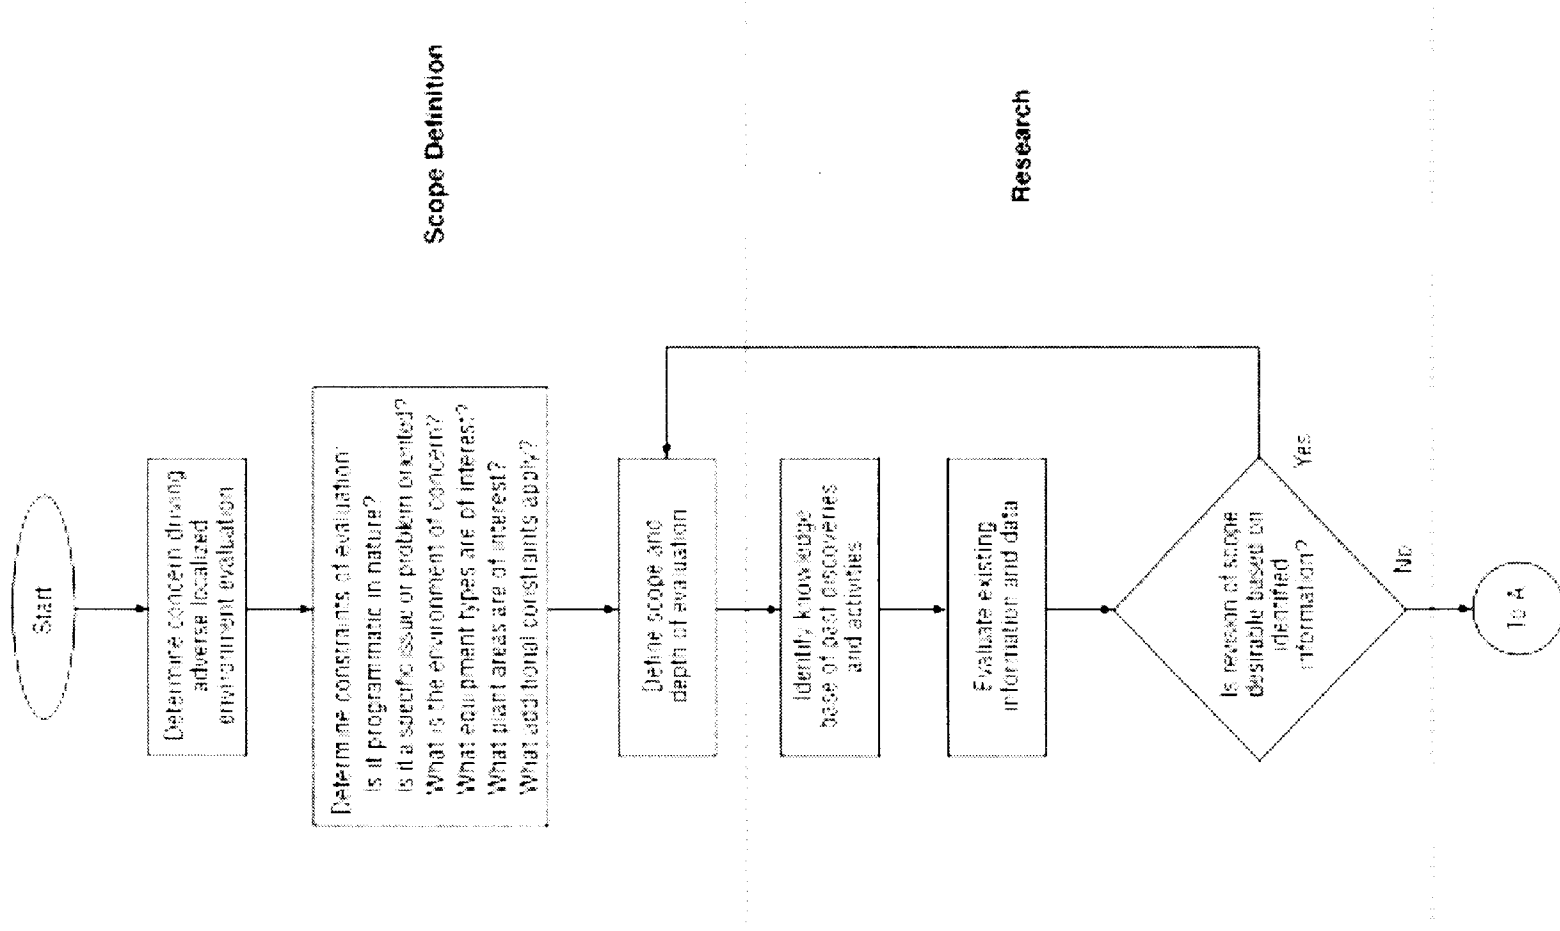 Start
Determine concern driving
adverse localized
environment evaluation
Determine constraints of evaluation
Is it programmatic in nature?
Is it a specific issue or problem oriented?
What is the environment of concern?
What equipment types are of interest?
What plant areas are of interest?
What additional constraints apply?
Scope Definition
Define scope and
depth of evaluation
Identify knowledge
base of past discoveries
and activities
Evaluate existing
information and data
Research
Is revision of scope
desirable based on
identified
information?
Yes
No
To A